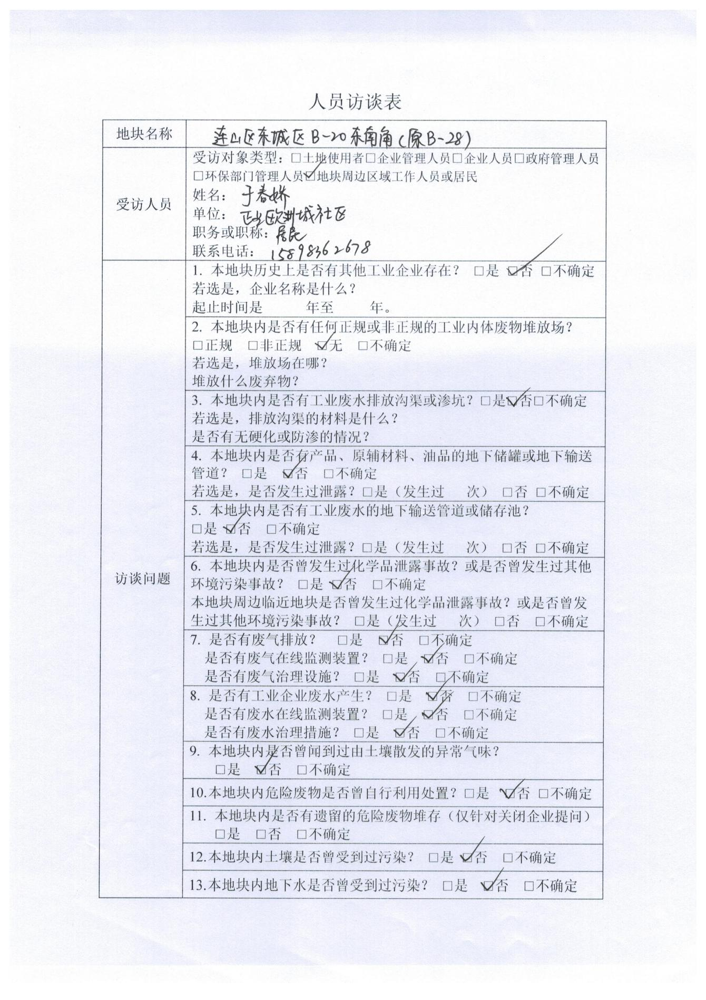 人员访谈表
地块名称 连山区东城区B-20东南角(原B-28)
受访人员
受访对象类型：□土地使用者□企业管理人员□企业人员□政府管理人员
□环保部门管理人员☑地块周边区域工作人员或居民
姓名：于春娇
单位：正兴欧洲城社区
职务或职称：居民
联系电话：15898362678
访谈问题
1. 本地块历史上是否有其他工业企业存在？ □是 ☑否 □不确定
若选是，企业名称是什么？
起止时间是 年至 年。
2. 本地块内是否有任何正规或非正规的工业内体废物堆放场？
□正规 □非正规 ☑无 □不确定
若选是，堆放场在哪？
堆放什么废弃物？
3. 本地块内是否有工业废水排放沟渠或渗坑？□是☑否□不确定
若选是，排放沟渠的材料是什么？
是否有无硬化或防渗的情况？
4. 本地块内是否有产品、原辅材料、油品的地下储罐或地下输送
管道？ □是 ☑否 □不确定
若选是，是否发生过泄露？□是（发生过 次） □否 □不确定
5. 本地块内是否有工业废水的地下输送管道或储存池？
□是 ☑否 □不确定
若选是，是否发生过泄露？□是（发生过 次） □否 □不确定
6. 本地块内是否曾发生过化学品泄露事故？或是否曾发生过其他
环境污染事故？ □是 ☑否 □不确定
本地块周边临近地块是否曾发生过化学品泄露事故？或是否曾发
生过其他环境污染事故？ □是（发生过 次） □否 □不确定
7. 是否有废气排放？ □是 ☑否 □不确定
是否有废气在线监测装置？ □是 ☑否 □不确定
是否有废气治理设施？ □是 ☑否 □不确定
8. 是否有工业企业废水产生？ □是 ☑否 □不确定
是否有废水在线监测装置？ □是 ☑否 □不确定
是否有废水治理措施？ □是 ☑否 □不确定
9. 本地块内是否曾闻到过由土壤散发的异常气味？
□是 ☑否 □不确定
10.本地块内危险废物是否曾自行利用处置？□是 ☑否 □不确定
11. 本地块内是否有遗留的危险废物堆存（仅针对关闭企业提问）
□是 □否 □不确定
12.本地块内土壤是否曾受到过污染？ □是 ☑否 □不确定
13.本地块内地下水是否曾受到过污染？ □是 ☑否 □不确定